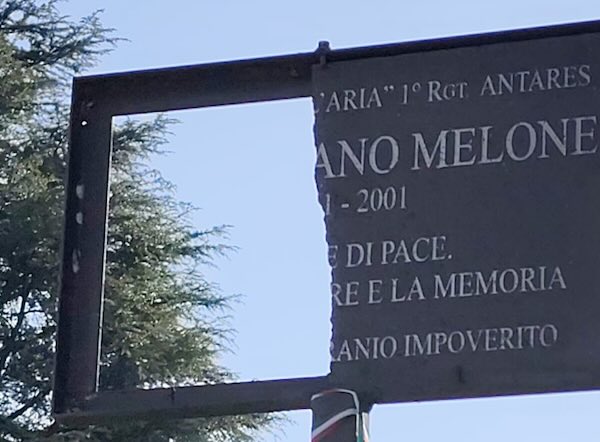 'ARIA" 1° RGT ANTARES
ANO MELONE
1 - 2001
E DI PACE.
RE E LA MEMORIA
RANIO IMPOVERITO